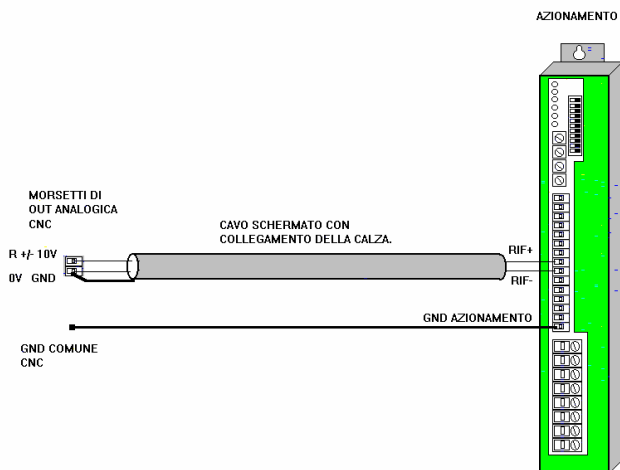 AZIONAMENTO
MORSETTI DI
OUT ANALOGICA
CNC
CAVO SCHERMATO CON
COLLEGAMENTO DELLA CALZA.
R +/- 10V
0V GND
RIF+
RIF-
GND AZIONAMENTO
GND COMUNE
CNC